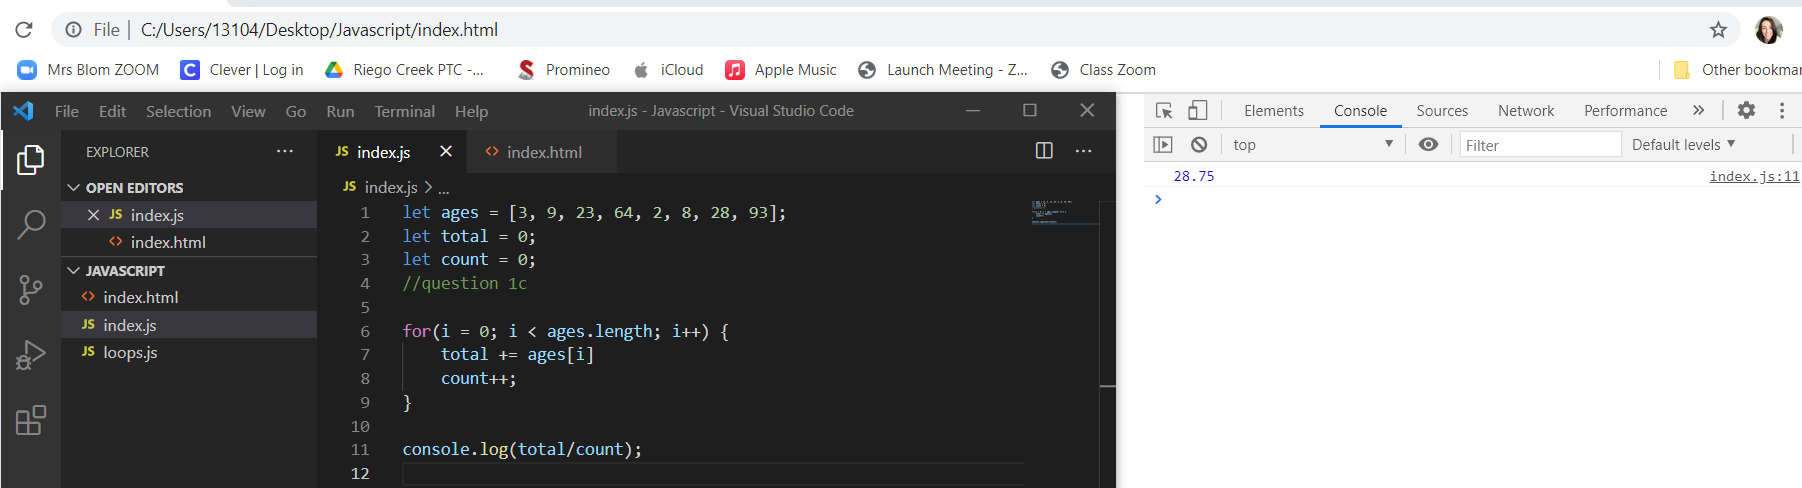 File C:/Users/13104/Desktop/Javascript/index.html
Mrs Blom ZOOM Clever | Log in Riego Creek PTC -... Promineo iCloud Apple Music Launch Meeting - Z... Class Zoom
File Edit Selection View Go Run Terminal Help index.js - Javascript - Visual Studio Code
EXPLORER
OPEN EDITORS
JS index.js
<> index.html
JAVASCRIPT
<> index.html
JS index.js
JS loops.js
JS index.js <> index.html
JS index.js > ...
1 let ages = [3, 9, 23, 64, 2, 8, 28, 93];
2 let total = 0;
3 let count = 0;
4 //question 1c
5
6 for(i = 0; i < ages.length; i++) {
7 total += ages[i]
8 count++;
9 }
10
11 console.log(total/count);
12
Elements Console Sources Network Performance
top Filter Default levels
28.75 index.js:11
>